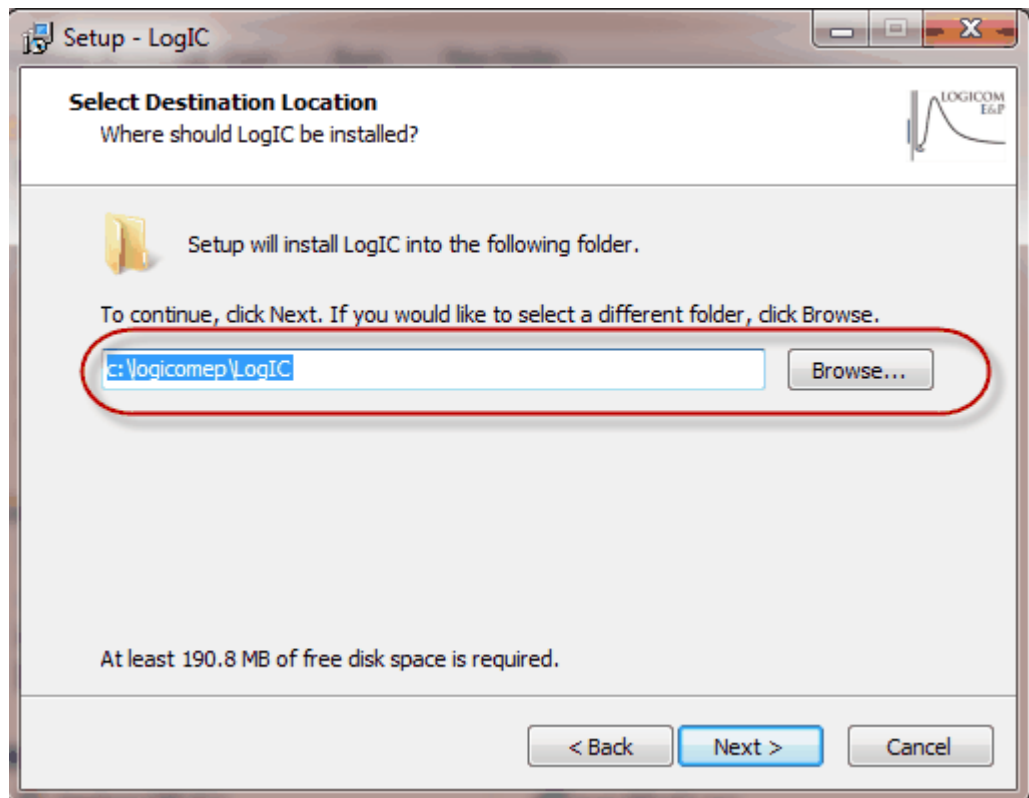 Setup - LogIC
Select Destination Location
Where should LogIC be installed?
LOGICOM
E&P
Setup will install LogIC into the following folder.
To continue, click Next. If you would like to select a different folder, click Browse.
c:\logicomep\LogIC
Browse...
At least 190.8 MB of free disk space is required.
< Back
Next >
Cancel